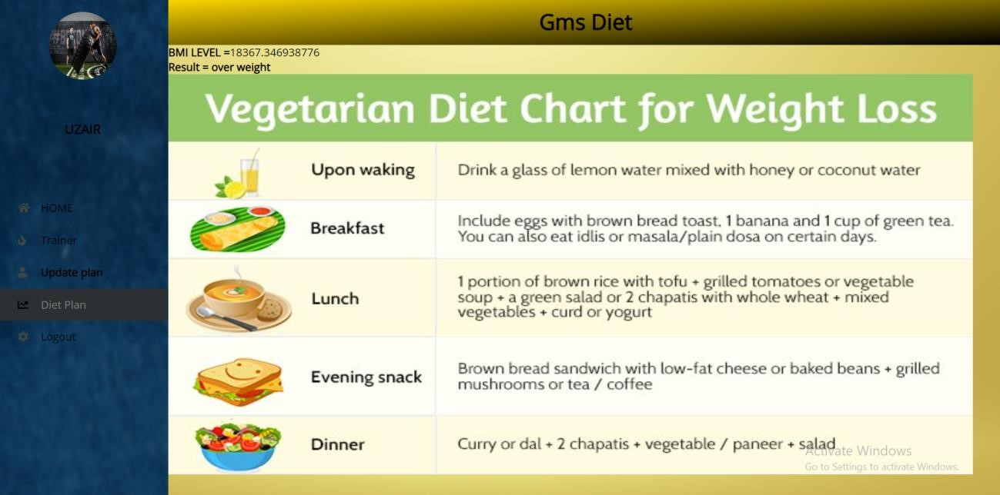 #BE
UZAIR
HOME
Trainer
Update plan
Diet Plan
Logout
Gms Diet
BMI LEVEL =18367.346938776
Result = over weight
Vegetarian Diet Chart for Weight Loss
Upon waking
Drink a glass of lemon water mixed with honey or coconut water
Breakfast
Include eggs with brown bread toast, 1 banana and 1 cup of green tea.
You can also eat idlis or masala/plain dosa on certain days.
Lunch
1 portion of brown rice with tofu + grilled tomatoes or vegetable
soup + a green salad or 2 chapatis with whole wheat + mixed
vegetables + curd or yogurt
Evening snack
Brown bread sandwich with low-fat cheese or baked beans + grilled
mushrooms or tea / coffee
Dinner
Curry or dal + 2 chapatis + vegetable / paneer + salad
Activate Windows
Go to Settings to activate Windows.